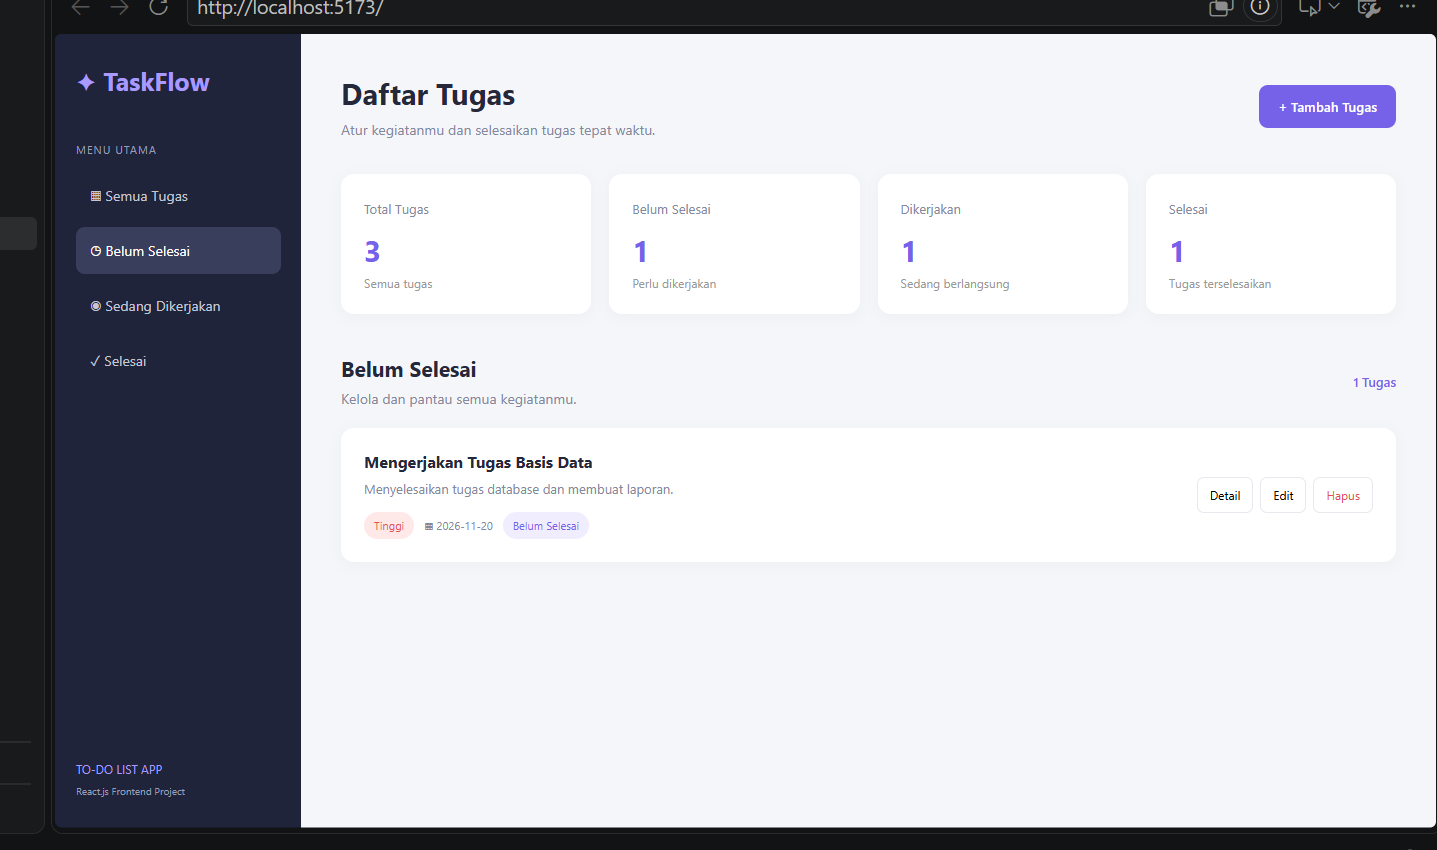 http://localhost:5173/
✦ TaskFlow
MENU UTAMA
▦ Semua Tugas
◷ Belum Selesai
◉ Sedang Dikerjakan
✓ Selesai
TO-DO LIST APP
React.js Frontend Project
Daftar Tugas
Atur kegiatanmu dan selesaikan tugas tepat waktu.
+ Tambah Tugas
Total Tugas
3
Semua tugas
Belum Selesai
1
Perlu dikerjakan
Dikerjakan
1
Sedang berlangsung
Selesai
1
Tugas terselesaikan
Belum Selesai
Kelola dan pantau semua kegiatanmu.
1 Tugas
Mengerjakan Tugas Basis Data
Menyelesaikan tugas database dan membuat laporan.
Tinggi ▦ 2026-11-20 Belum Selesai
Detail Edit Hapus